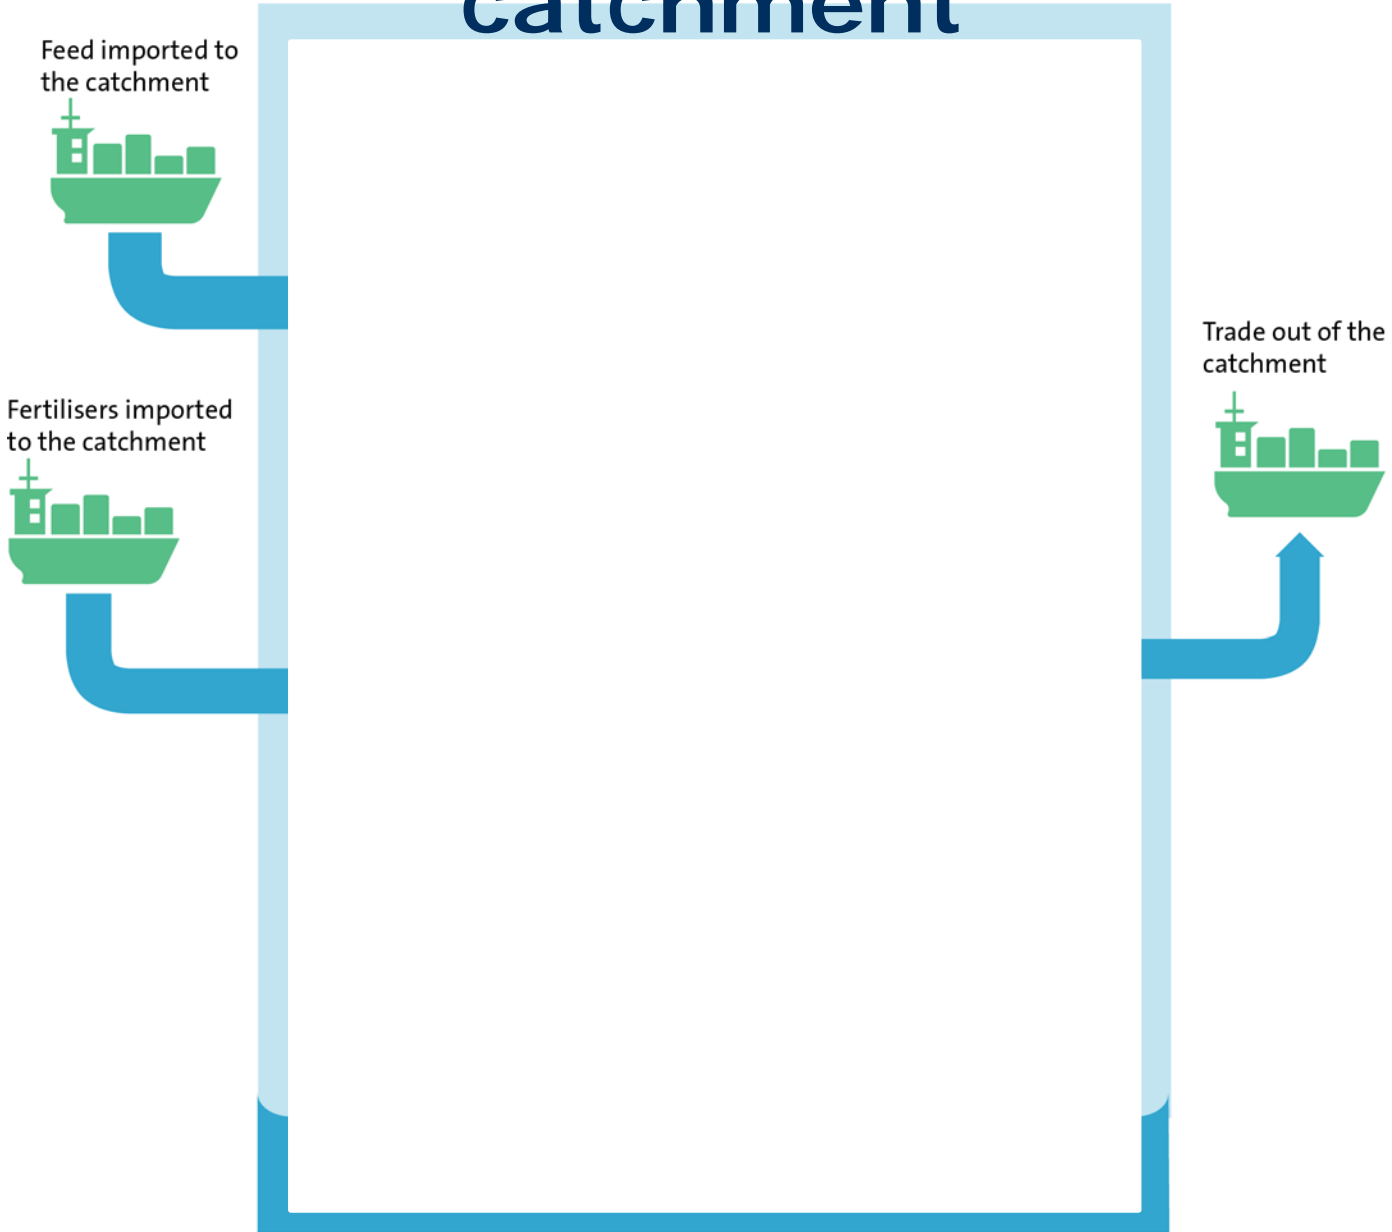 catchment
Feed imported to
the catchment
Trade out of the
catchment
Fertilisers imported
to the catchment